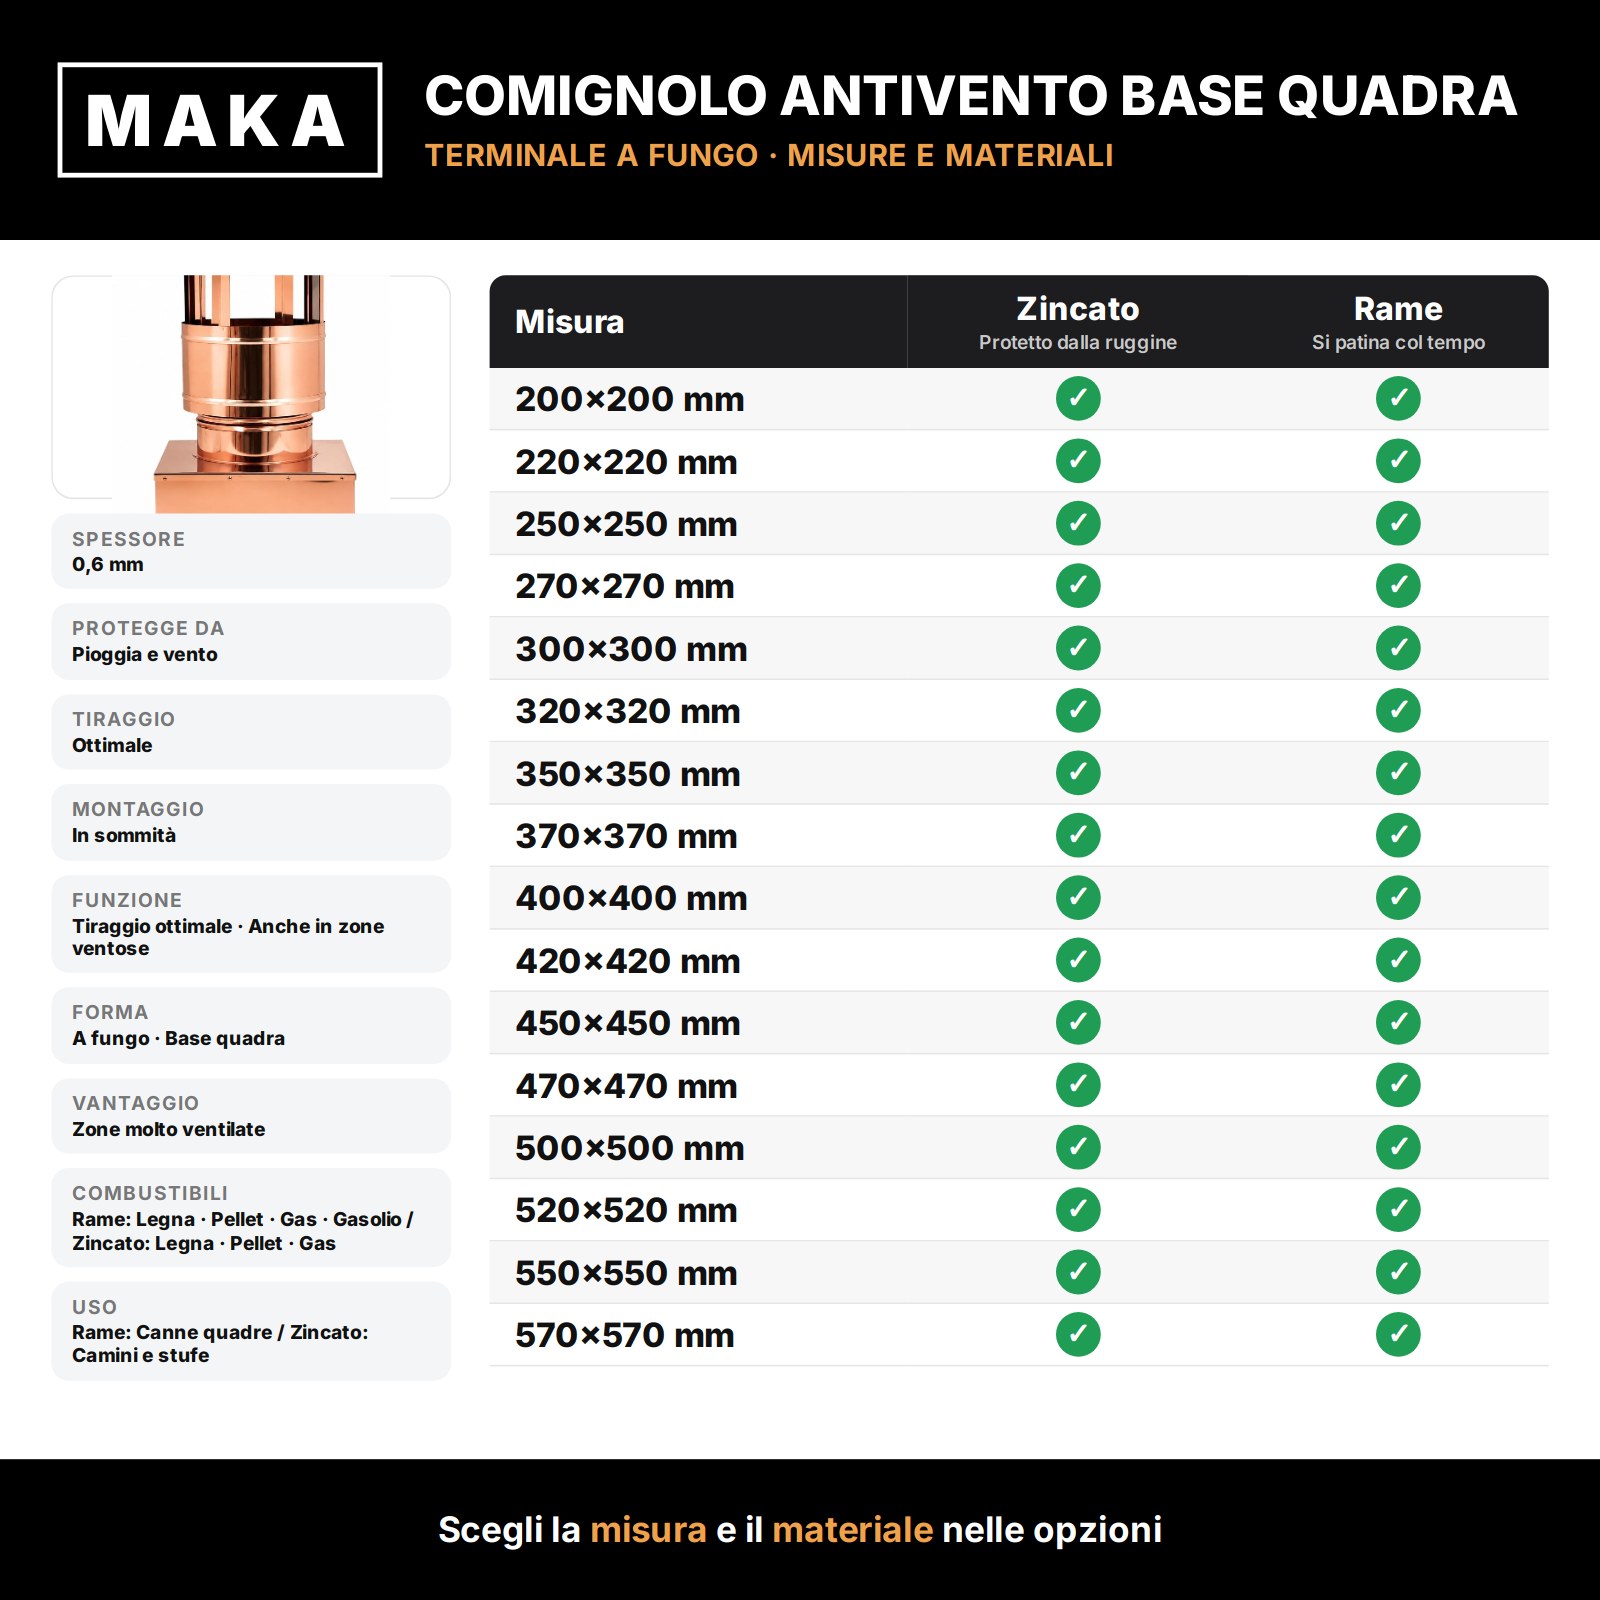 MAKA
COMIGNOLO ANTIVENTO BASE QUADRA
TERMINALE A FUNGO · MISURE E MATERIALI
SPESSORE
0,6 mm
PROTEGGE DA
Pioggia e vento
TIRAGGIO
Ottimale
MONTAGGIO
In sommità
FUNZIONE
Tiraggio ottimale · Anche in zone
ventose
FORMA
A fungo · Base quadra
VANTAGGIO
Zone molto ventilate
COMBUSTIBILI
Rame: Legna · Pellet · Gas · Gasolio /
Zincato: Legna · Pellet · Gas
USO
Rame: Canne quadre / Zincato:
Camini e stufe
Misura Zincato Rame
Protetto dalla ruggine Si patina col tempo
200×200 mm ✓ ✓
220×220 mm ✓ ✓
250×250 mm ✓ ✓
270×270 mm ✓ ✓
300×300 mm ✓ ✓
320×320 mm ✓ ✓
350×350 mm ✓ ✓
370×370 mm ✓ ✓
400×400 mm ✓ ✓
420×420 mm ✓ ✓
450×450 mm ✓ ✓
470×470 mm ✓ ✓
500×500 mm ✓ ✓
520×520 mm ✓ ✓
550×550 mm ✓ ✓
570×570 mm ✓ ✓
Scegli la misura e il materiale nelle opzioni